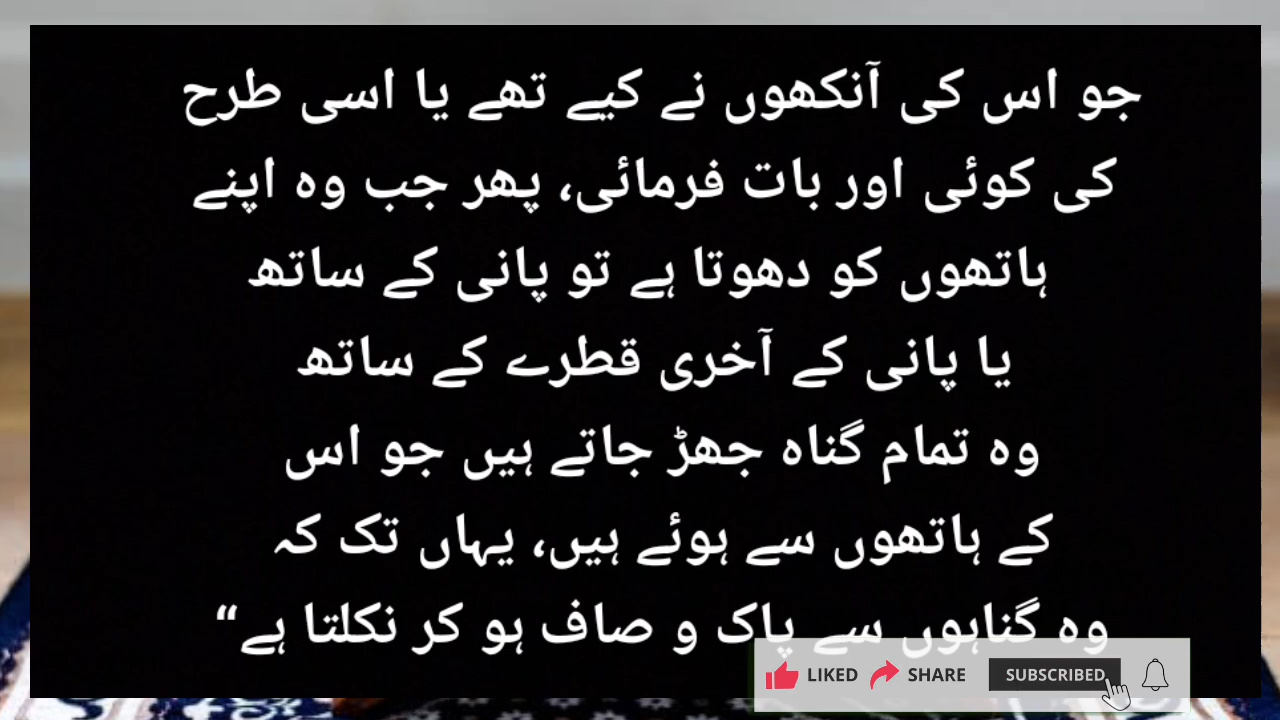 جو اس کی آنکھوں نے کیے تھے یا اسی طرح
کی کوئی اور بات فرمائی، پھر جب وہ اپنے
ہاتھوں کو دھوتا ہے تو پانی کے ساتھ
یا پانی کے آخری قطرے کے ساتھ
وہ تمام گناہ جھڑ جاتے ہیں جو اس
کے ہاتھوں سے ہوئے ہیں، یہاں تک کہ
وہ گناہوں سے پاک و صاف ہو کر نکلتا ہے“
LIKED SHARE SUBSCRIBED